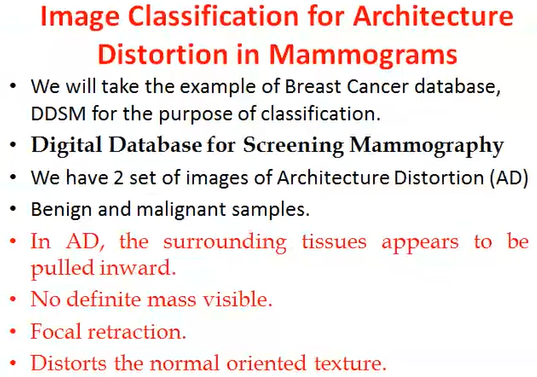 Image Classification for Architecture
Distortion in Mammograms
• We will take the example of Breast Cancer database,
DDSM for the purpose of classification.
• Digital Database for Screening Mammography
• We have 2 set of images of Architecture Distortion (AD)
• Benign and malignant samples.
• In AD, the surrounding tissues appears to be
pulled inward.
• No definite mass visible.
• Focal retraction.
• Distorts the normal oriented texture.